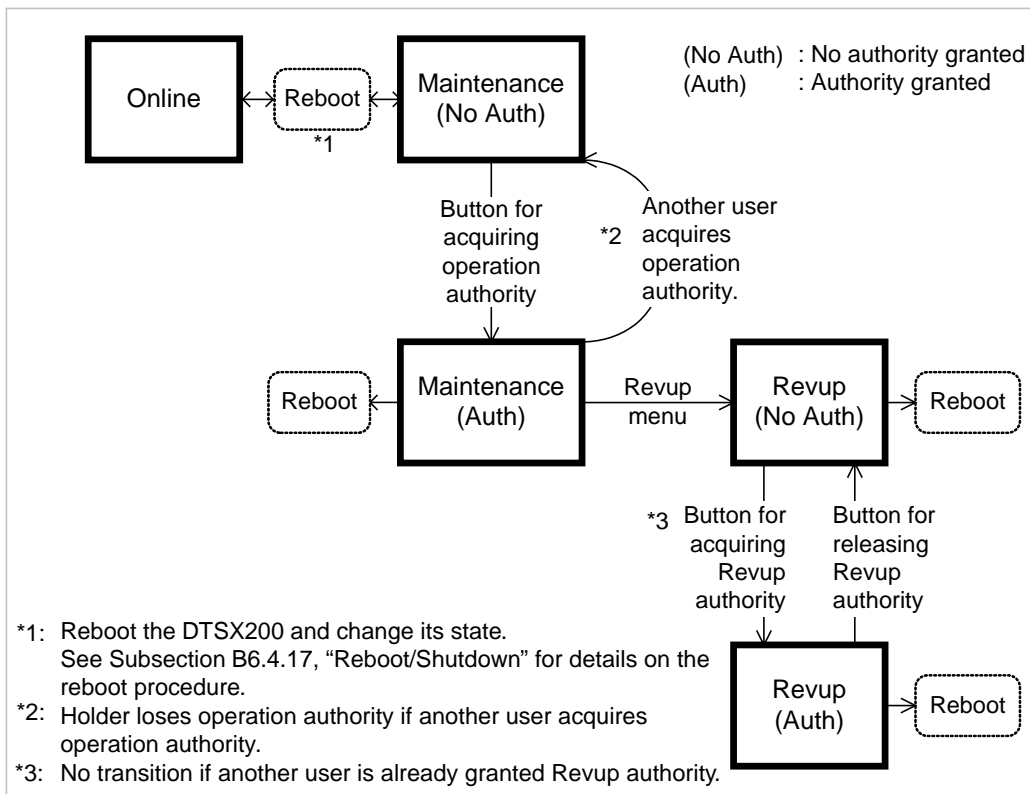 Online
Reboot
*1
Maintenance
(No Auth)
(No Auth) : No authority granted
(Auth) : Authority granted
Button for
acquiring
operation
authority
*2
Another user
acquires
operation
authority.
Reboot
Maintenance
(Auth)
Revup
menu
Revup
(No Auth)
Reboot
*3
Button for
acquiring
Revup
authority
Button for
releasing
Revup
authority
Revup
(Auth)
Reboot
*1: Reboot the DTSX200 and change its state.
See Subsection B6.4.17, “Reboot/Shutdown” for details on the
reboot procedure.
*2: Holder loses operation authority if another user acquires
operation authority.
*3: No transition if another user is already granted Revup authority.